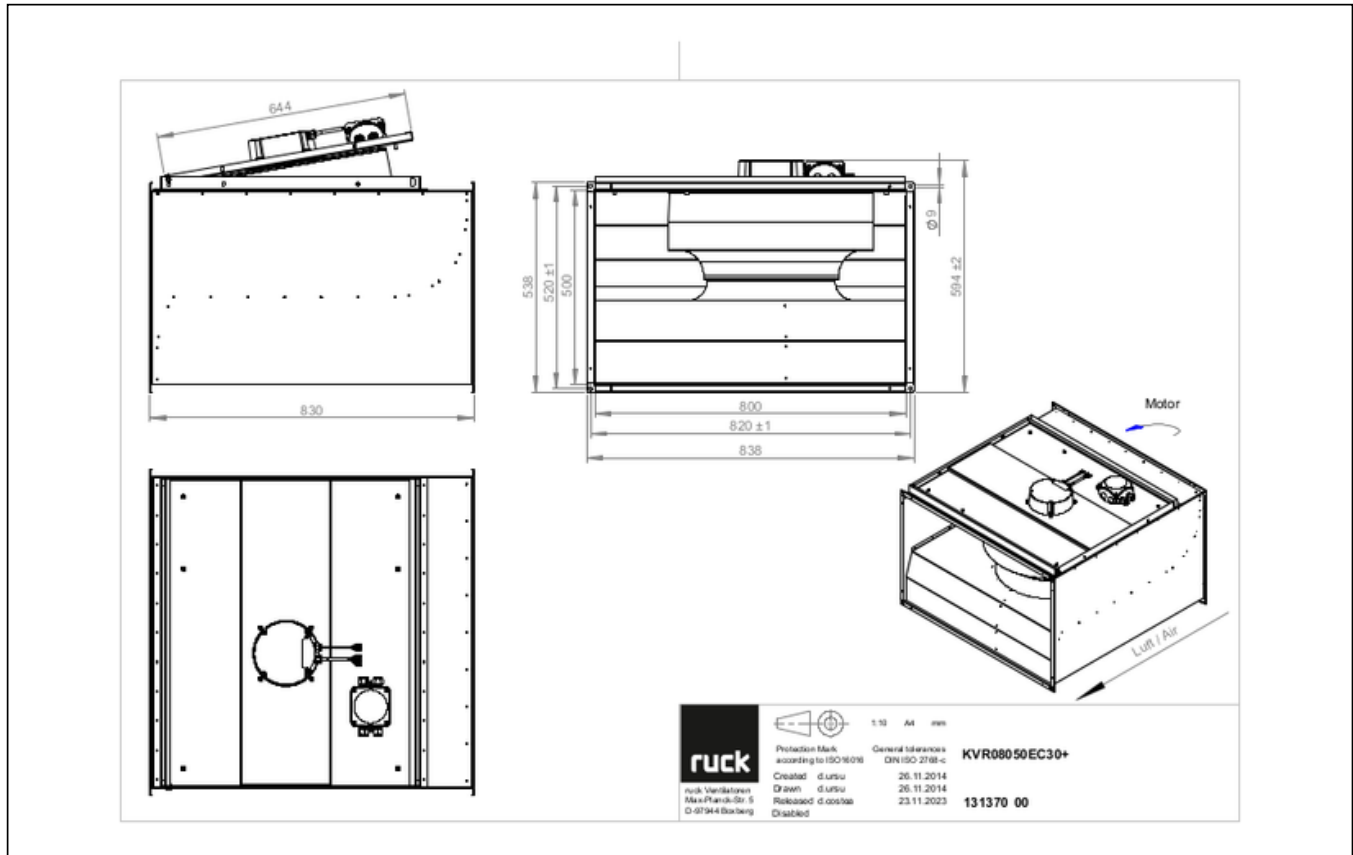 644
830
538
520 ±1
500
Ø 9
594 ±2
800
820 ±1
838
Motor
Luft / Air
ruck
ruck Ventilatoren
Max-Planck-Str. 5
D-97944 Boxberg
1:10 A4 mm
Protection Mark
according to ISO16016
General tolerances
DIN ISO 2768-c
KVR08050EC30+
Created d.ursu 26.11.2014
Drawn d.ursu 26.11.2014
Released d.costea 23.11.2023
Disabled
131370 00